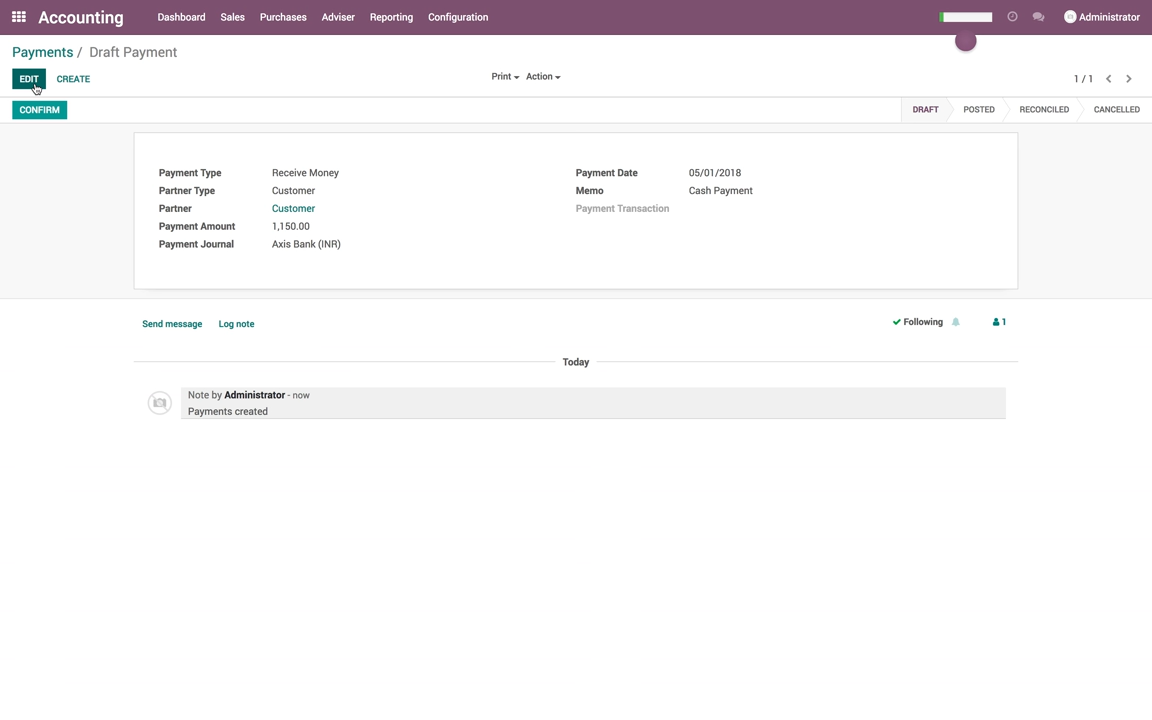 Accounting Dashboard Sales Purchases Adviser Reporting Configuration Administrator
Payments / Draft Payment
EDIT CREATE Print Action 1 / 1
CONFIRM DRAFT POSTED RECONCILED CANCELLED
Payment Type Receive Money Payment Date 05/01/2018
Partner Type Customer Memo Cash Payment
Partner Customer Payment Transaction
Payment Amount 1,150.00
Payment Journal Axis Bank (INR)
Send message Log note Following 1
Today
Note by Administrator - now
Payments created